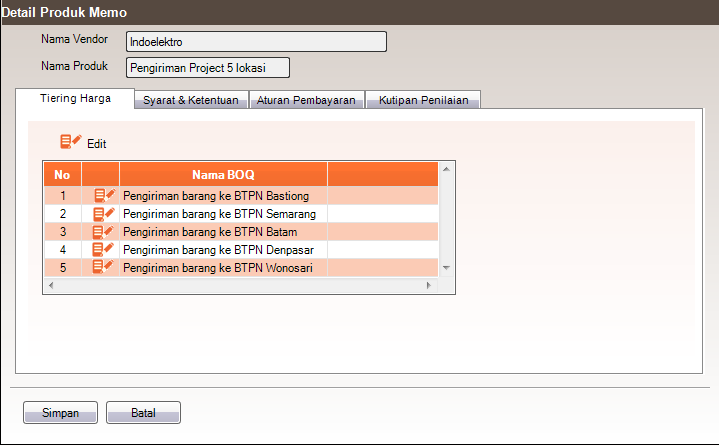 Detail Produk Memo
Nama Vendor Indoelektro
Nama Produk Pengiriman Project 5 lokasi
Tiering Harga Syarat & Ketentuan Aturan Pembayaran Kutipan Penilaian
Edit
No Nama BOQ
1 Pengiriman barang ke BTPN Bastiong
2 Pengiriman barang ke BTPN Semarang
3 Pengiriman barang ke BTPN Batam
4 Pengiriman barang ke BTPN Denpasar
5 Pengiriman barang ke BTPN Wonosari
Simpan Batal